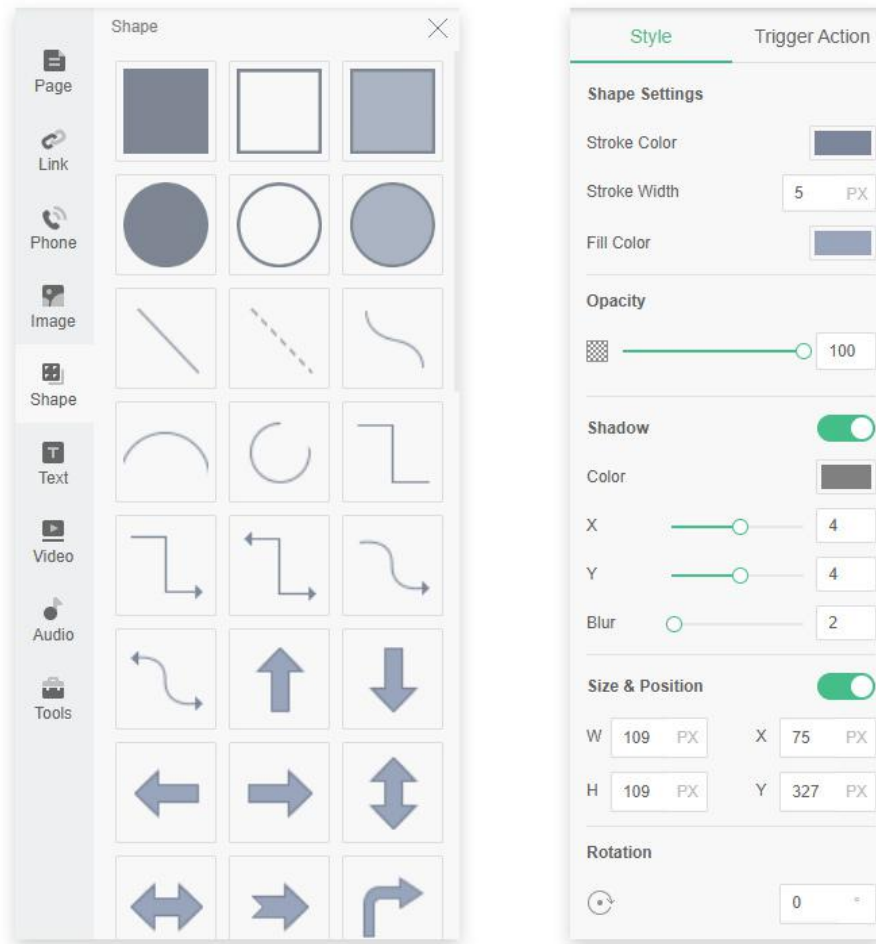 Shape
Page
Link
Phone
Image
Shape
Text
Video
Audio
Tools
Style Trigger Action
Shape Settings
Stroke Color
Stroke Width 5 PX
Fill Color
Opacity
100
Shadow
Color
X 4
Y 4
Blur 2
Size & Position
W 109 PX X 75 PX
H 109 PX Y 327 PX
Rotation
0 °